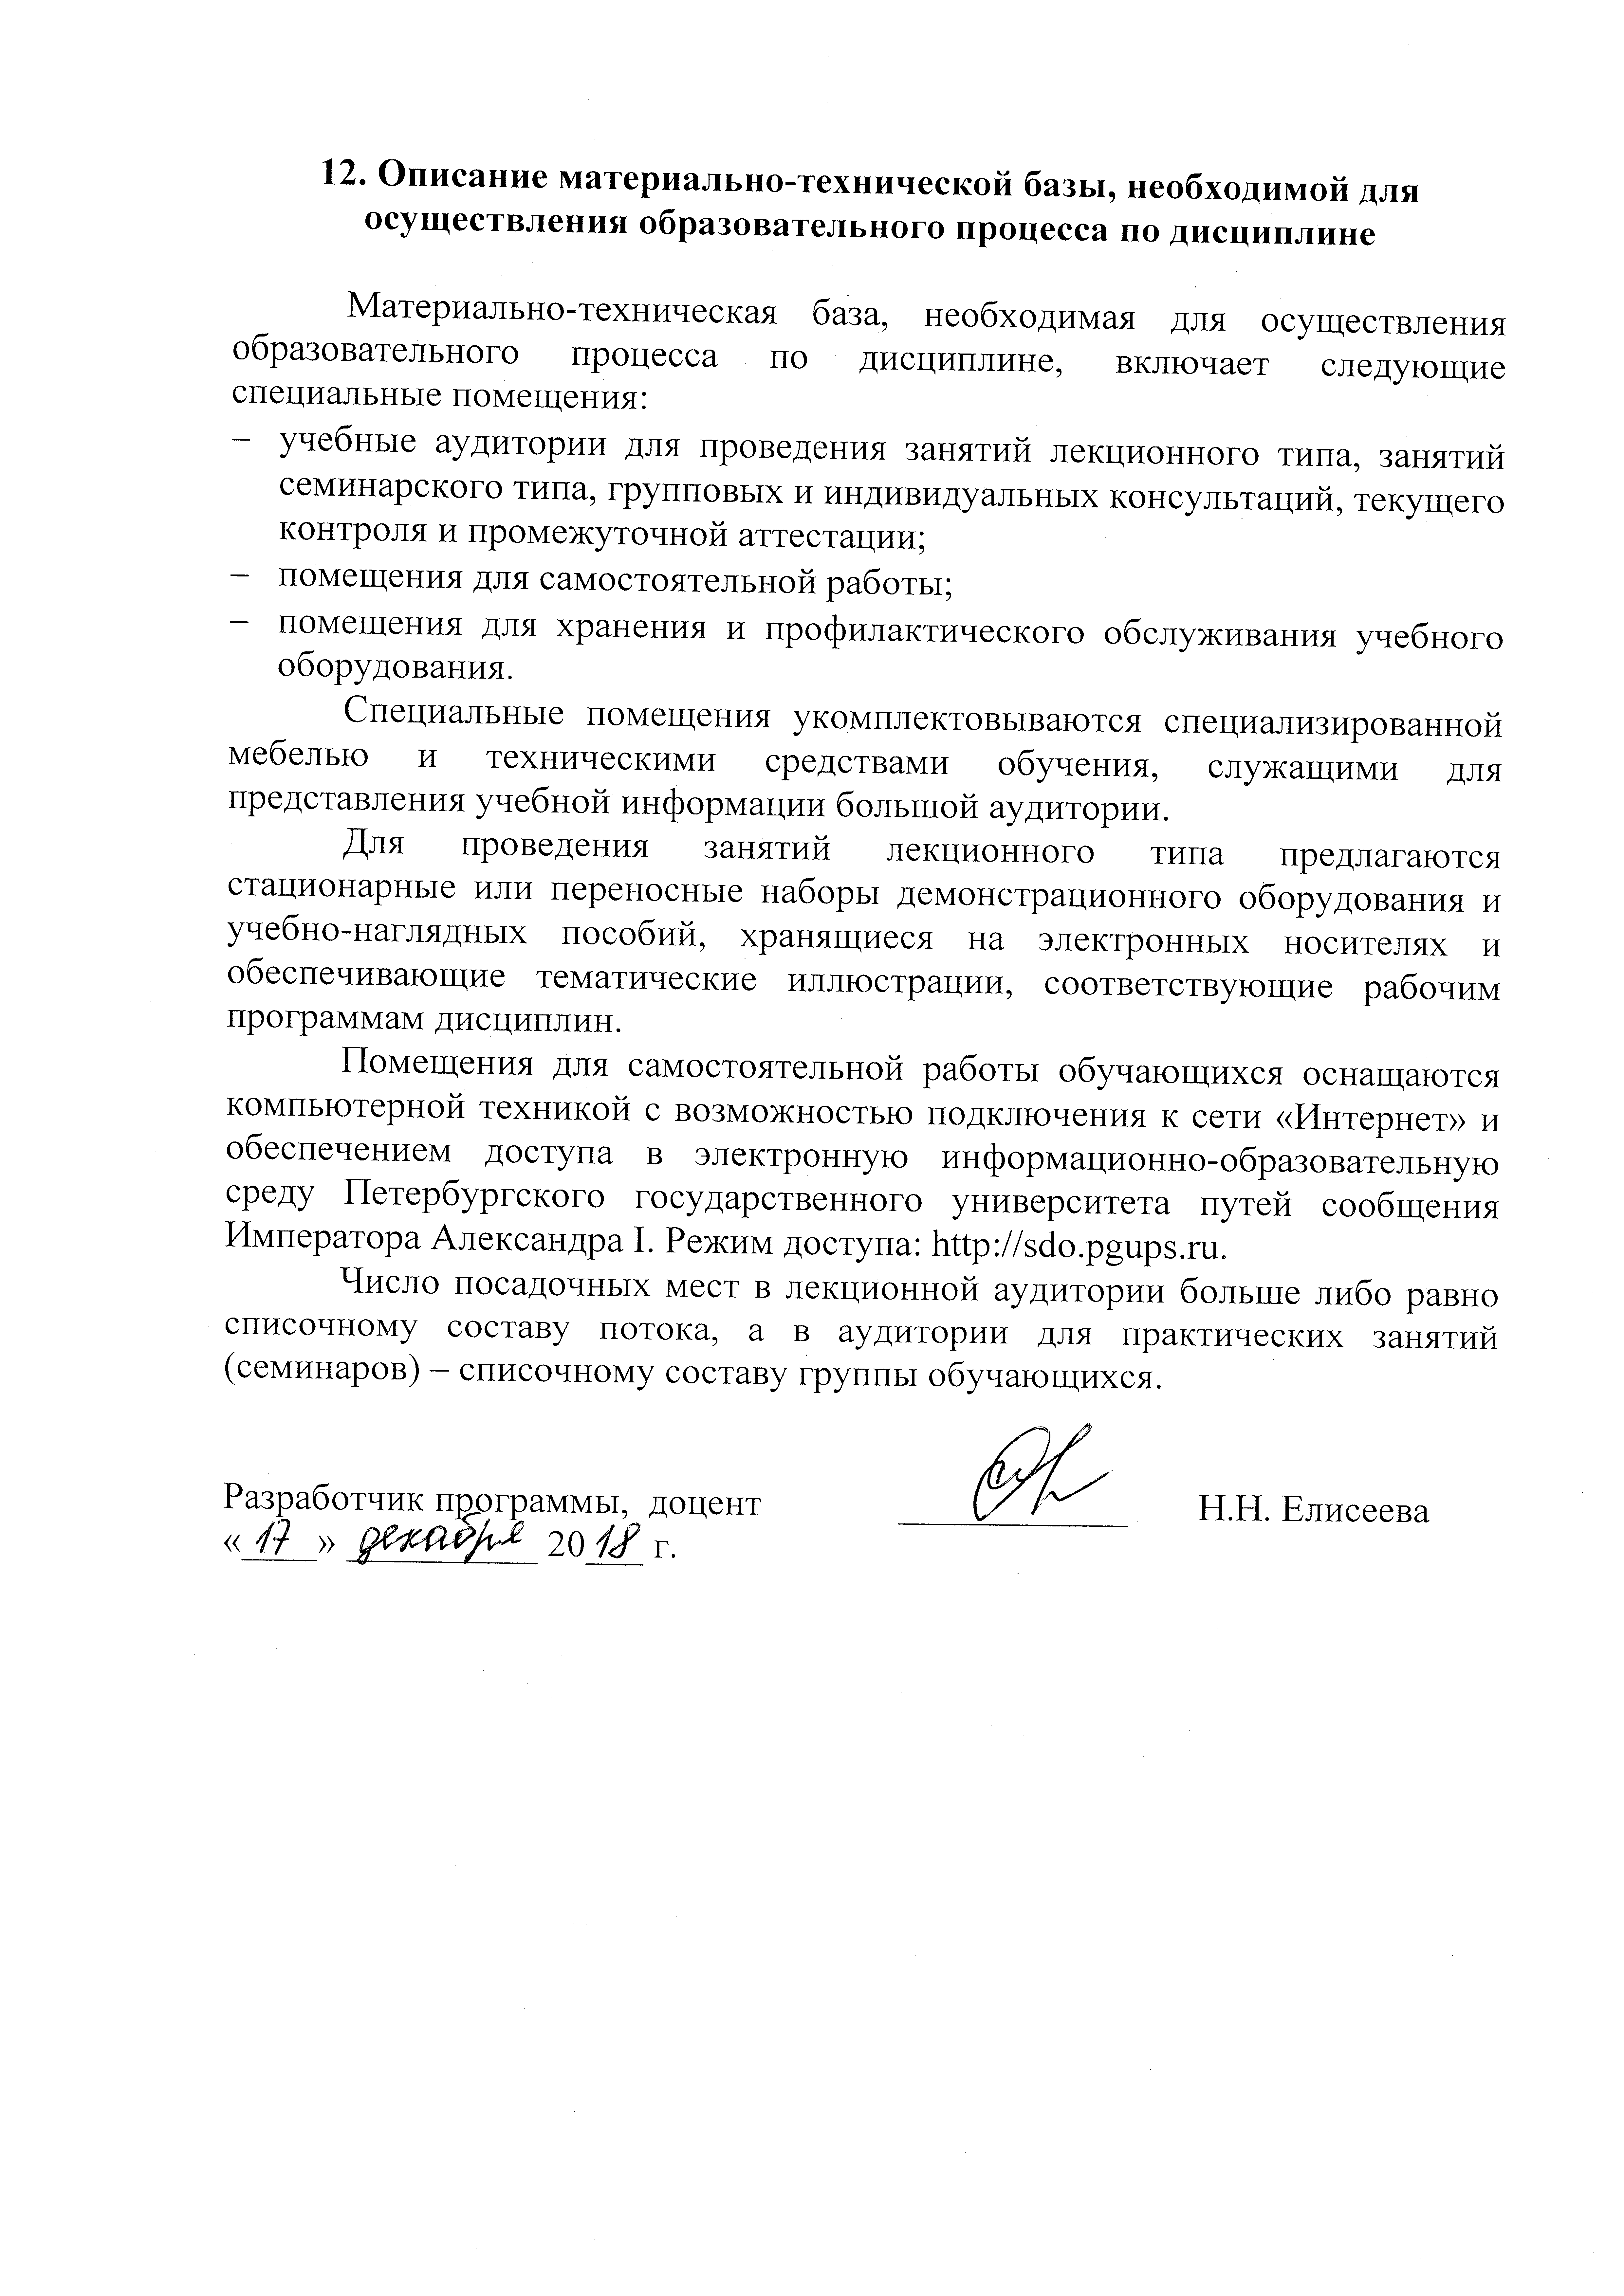 12. Описание материально-технической базы, необходимой для
осуществления образовательного процесса по дисциплине
Материально-техническая база, необходимая для осуществления
образовательного процесса по дисциплине, включает следующие
специальные помещения:
– учебные аудитории для проведения занятий лекционного типа, занятий
семинарского типа, групповых и индивидуальных консультаций, текущего
контроля и промежуточной аттестации;
– помещения для самостоятельной работы;
– помещения для хранения и профилактического обслуживания учебного
оборудования.
Специальные помещения укомплектовываются специализированной
мебелью и техническими средствами обучения, служащими для
представления учебной информации большой аудитории.
Для проведения занятий лекционного типа предлагаются
стационарные или переносные наборы демонстрационного оборудования и
учебно-наглядных пособий, хранящиеся на электронных носителях и
обеспечивающие тематические иллюстрации, соответствующие рабочим
программам дисциплин.
Помещения для самостоятельной работы обучающихся оснащаются
компьютерной техникой с возможностью подключения к сети «Интернет» и
обеспечением доступа в электронную информационно-образовательную
среду Петербургского государственного университета путей сообщения
Императора Александра I. Режим доступа: http://sdo.pgups.ru.
Число посадочных мест в лекционной аудитории больше либо равно
списочному составу потока, а в аудитории для практических занятий
(семинаров) – списочному составу группы обучающихся.
Разработчик программы, доцент Н.Н. Елисеева
«17» декабря 2018 г.